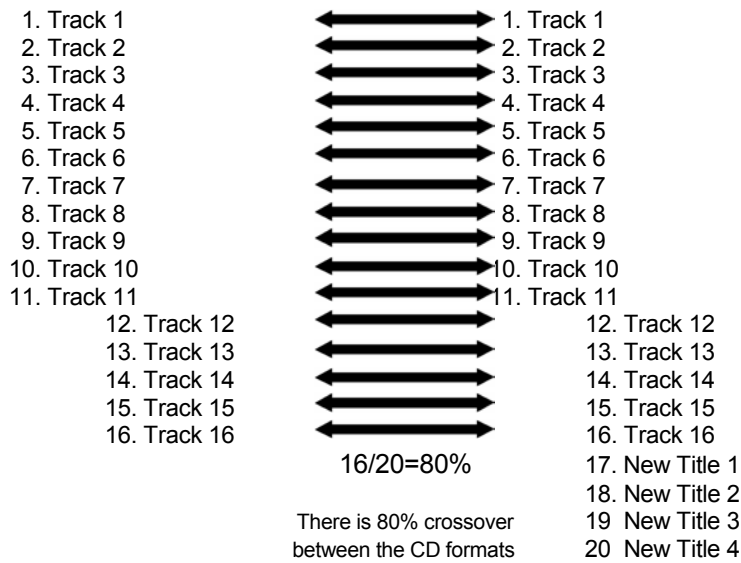 1. Track 1 1. Track 1
2. Track 2 2. Track 2
3. Track 3 3. Track 3
4. Track 4 4. Track 4
5. Track 5 5. Track 5
6. Track 6 6. Track 6
7. Track 7 7. Track 7
8. Track 8 8. Track 8
9. Track 9 9. Track 9
10. Track 10 10. Track 10
11. Track 11 11. Track 11
12. Track 12 12. Track 12
13. Track 13 13. Track 13
14. Track 14 14. Track 14
15. Track 15 15. Track 15
16. Track 16 16. Track 16
16/20=80% 17. New Title 1
18. New Title 2
There is 80% crossover 19 New Title 3
between the CD formats 20 New Title 4